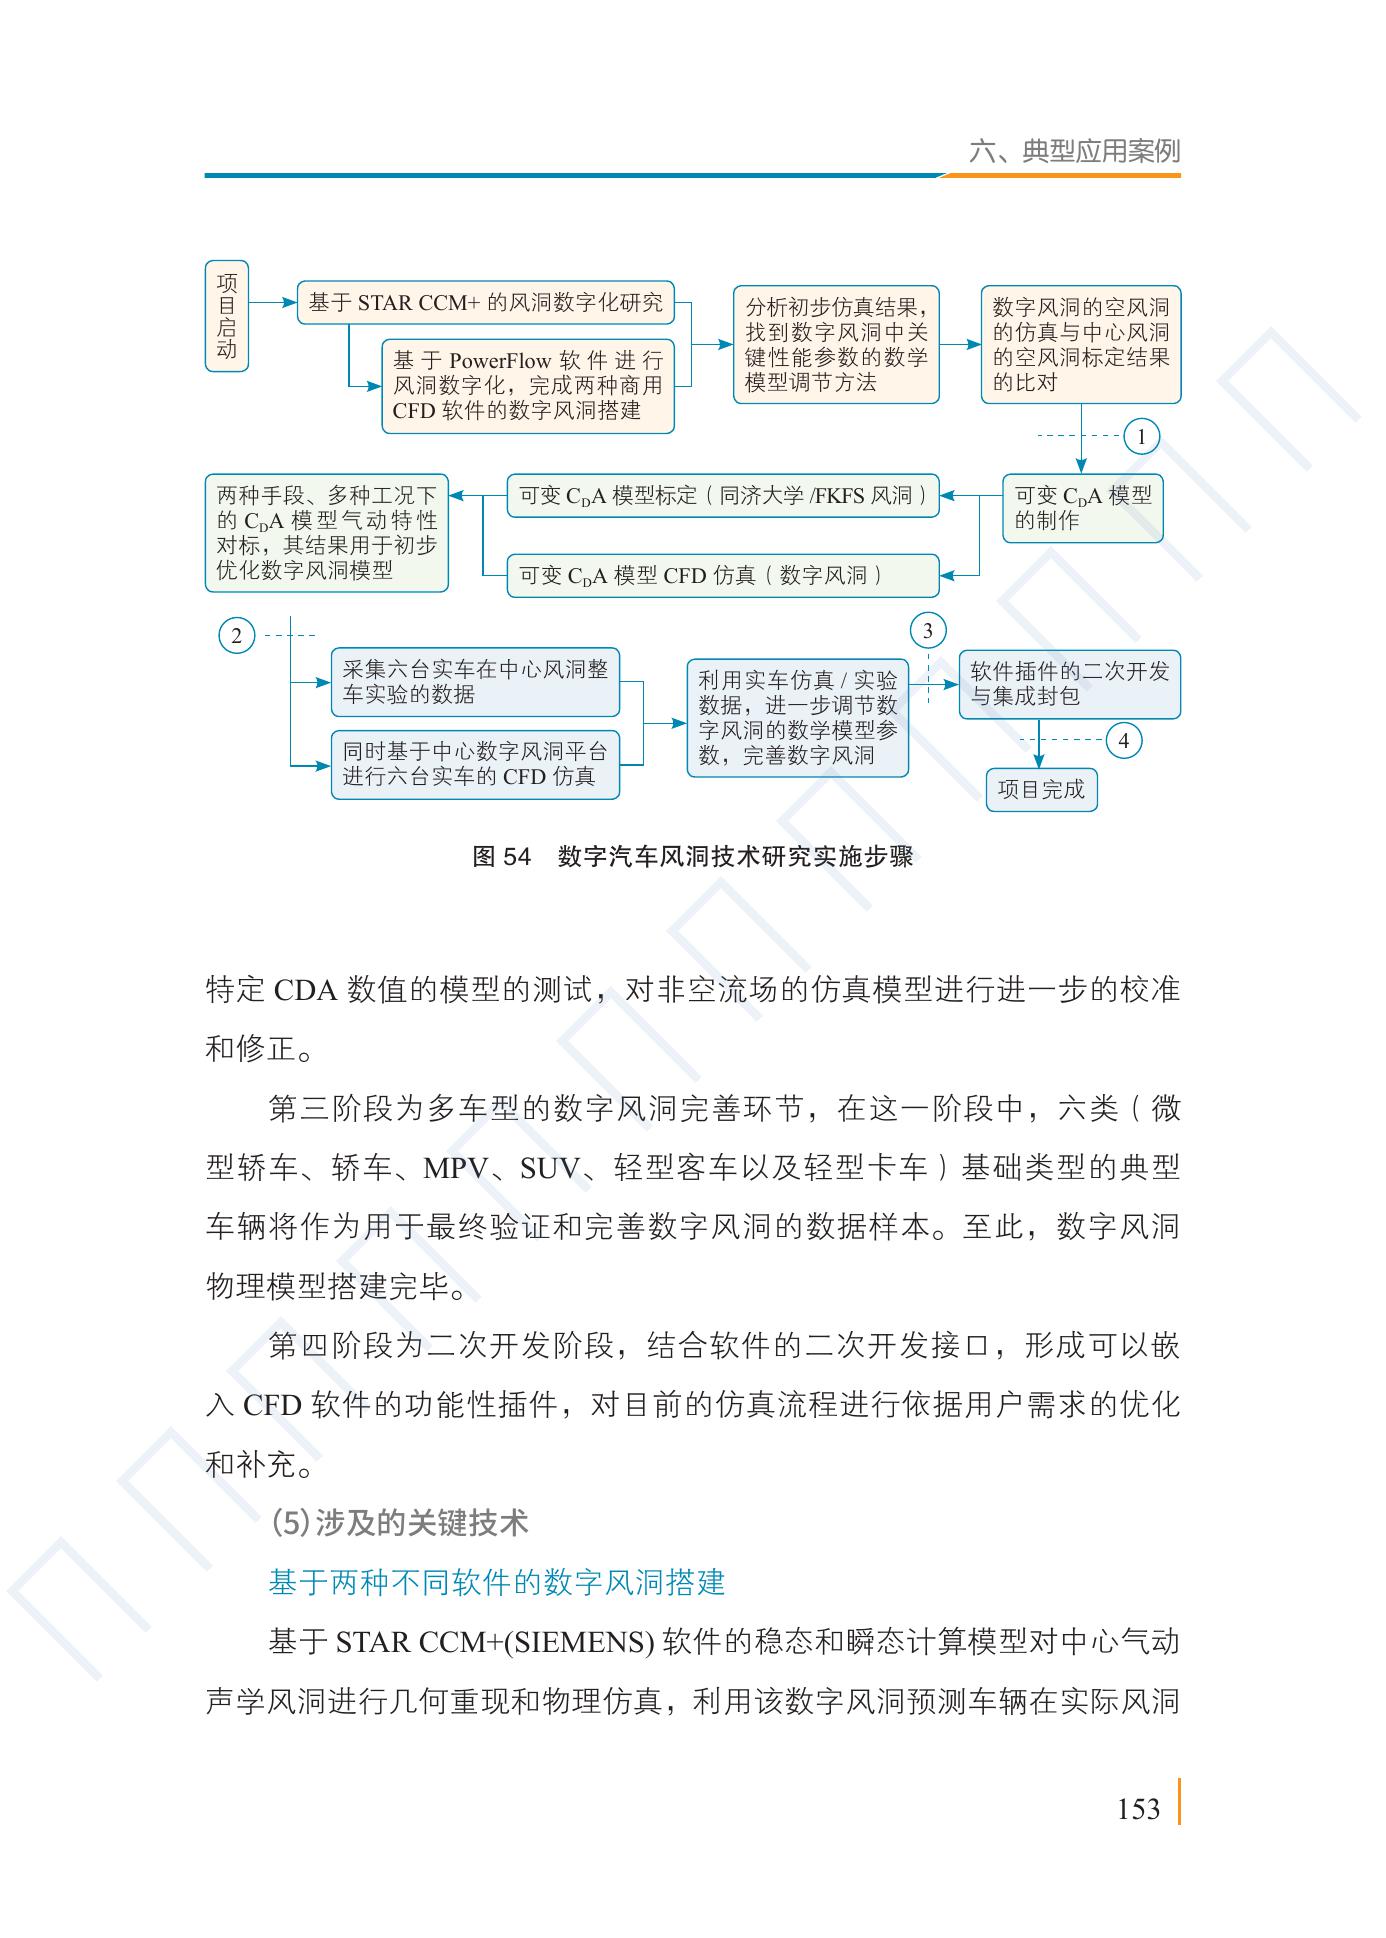 六、典型应用案例
项
目
启
动
基于 STAR CCM+ 的风洞数字化研究
基于 PowerFlow 软件进行
风洞数字化，完成两种商用
CFD 软件的数字风洞搭建
分析初步仿真结果，
找到数字风洞中关
键性能参数的数学
模型调节方法
数字风洞的空风洞
的仿真与中心风洞
的空风洞标定结果
的比对
1
可变 CDA 模型
的制作
可变 CDA 模型标定（同济大学 /FKFS 风洞）
可变 CDA 模型 CFD 仿真（数字风洞）
两种手段、多种工况下
的 CDA 模型气动特性
对标，其结果用于初步
优化数字风洞模型
2
采集六台实车在中心风洞整
车实验的数据
同时基于中心数字风洞平台
进行六台实车的 CFD 仿真
利用实车仿真 / 实验
数据，进一步调节数
字风洞的数学模型参
数，完善数字风洞
3
软件插件的二次开发
与集成封包
4
项目完成
图 54 数字汽车风洞技术研究实施步骤
特定 CDA 数值的模型的测试，对非空流场的仿真模型进行进一步的校准
和修正。
第三阶段为多车型的数字风洞完善环节，在这一阶段中，六类（微
型轿车、轿车、MPV、SUV、轻型客车以及轻型卡车）基础类型的典型
车辆将作为用于最终验证和完善数字风洞的数据样本。至此，数字风洞
物理模型搭建完毕。
第四阶段为二次开发阶段，结合软件的二次开发接口，形成可以嵌
入 CFD 软件的功能性插件，对目前的仿真流程进行依据用户需求的优化
和补充。
（5）涉及的关键技术
基于两种不同软件的数字风洞搭建
基于 STAR CCM+(SIEMENS) 软件的稳态和瞬态计算模型对中心气动
声学风洞进行几何重现和物理仿真，利用该数字风洞预测车辆在实际风洞
153